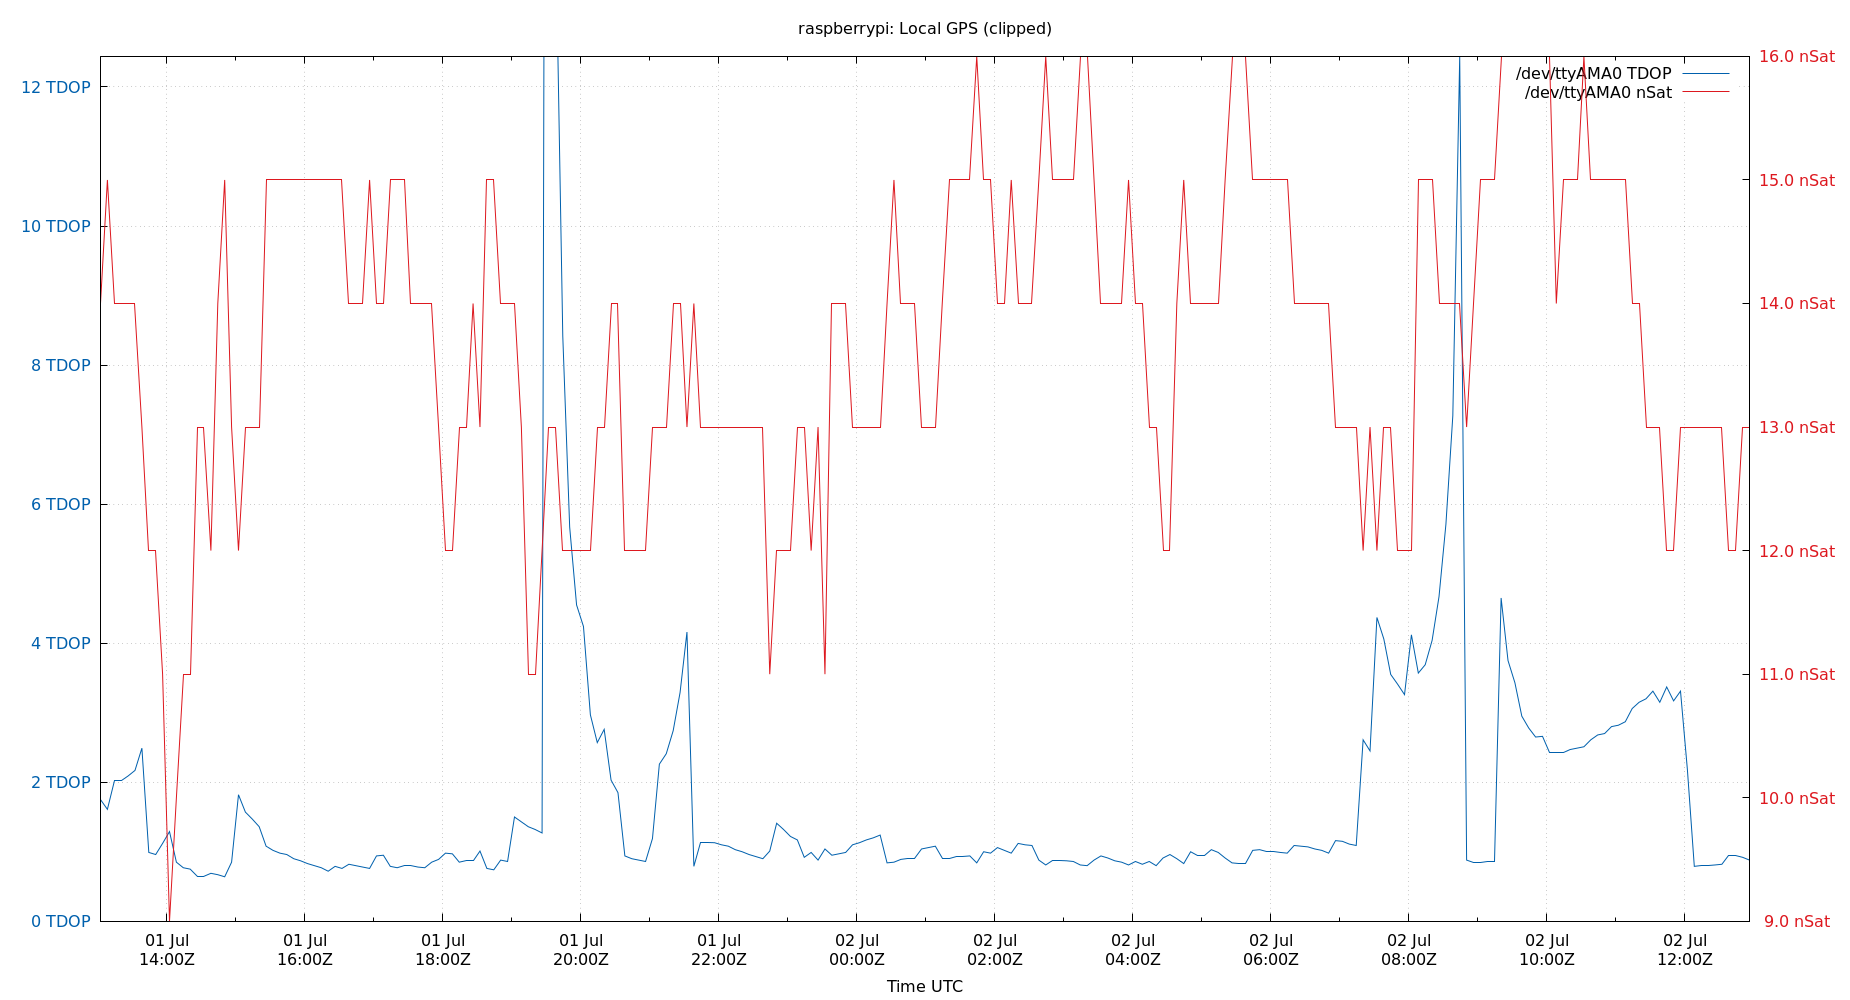 raspberrypi: Local GPS (clipped)
12 TDOP
10 TDOP
8 TDOP
6 TDOP
4 TDOP
2 TDOP
0 TDOP
16.0 nSat
15.0 nSat
14.0 nSat
13.0 nSat
12.0 nSat
11.0 nSat
10.0 nSat
9.0 nSat
/dev/ttyAMA0 TDOP
/dev/ttyAMA0 nSat
01 Jul
14:00Z
01 Jul
16:00Z
01 Jul
18:00Z
01 Jul
20:00Z
01 Jul
22:00Z
02 Jul
00:00Z
02 Jul
02:00Z
02 Jul
04:00Z
02 Jul
06:00Z
02 Jul
08:00Z
02 Jul
10:00Z
02 Jul
12:00Z
Time UTC